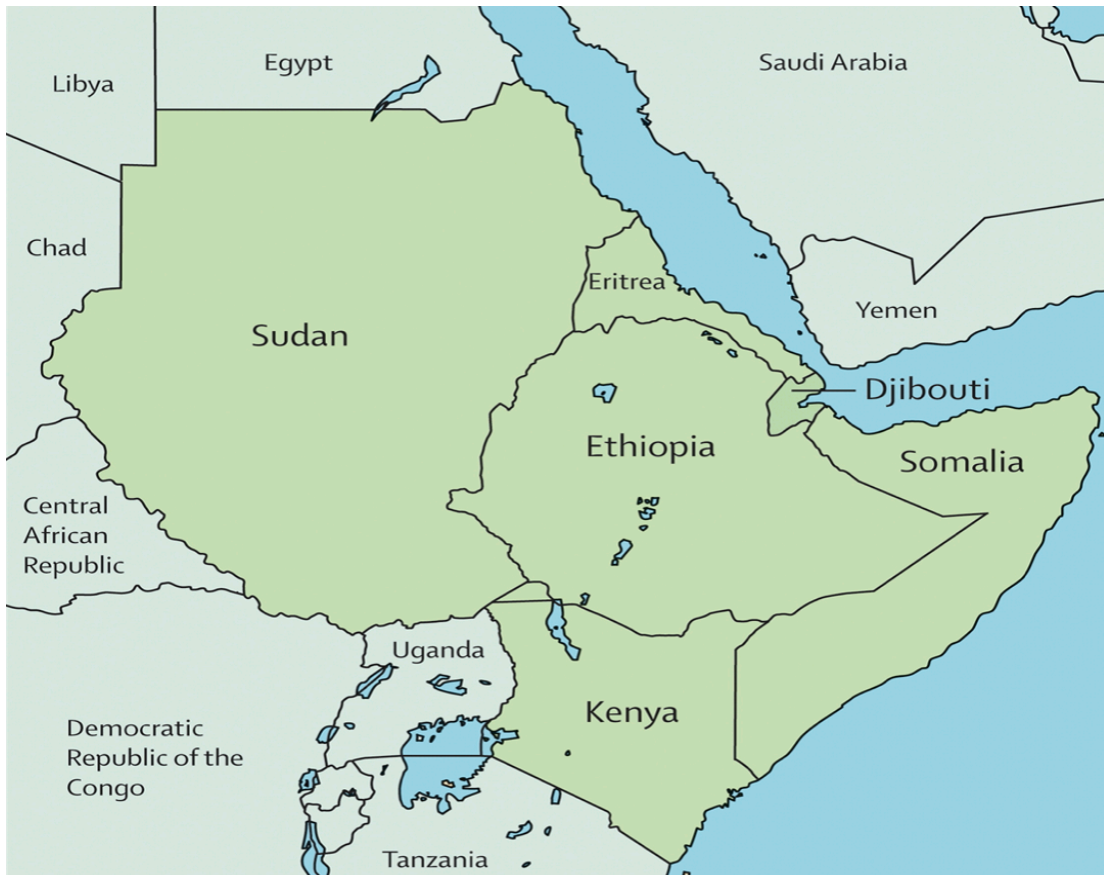 Libya
Egypt
Saudi Arabia
Chad
Eritrea
Yemen
Sudan
Djibouti
Ethiopia
Somalia
Central
African
Republic
Uganda
Kenya
Democratic
Republic of the
Congo
Tanzania